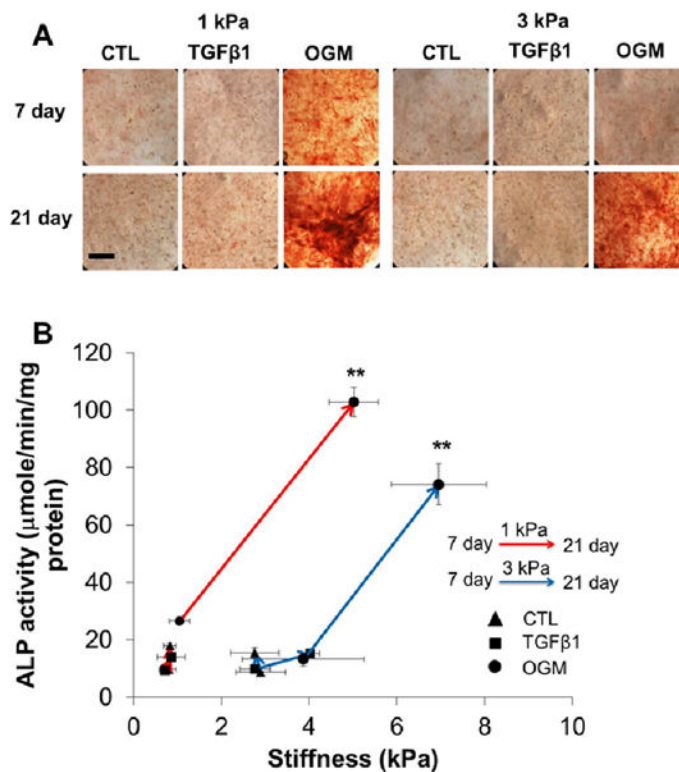 A
1 kPa
3 kPa
CTL TGFβ1 OGM CTL TGFβ1 OGM
7 day
21 day
B
120
100
80
60
40
20
0
ALP activity (μmole/min/mg
protein)
**
**
1 kPa
7 day 21 day
3 kPa
7 day 21 day
CTL
TGFβ1
OGM
0 2 4 6 8 10
Stiffness (kPa)